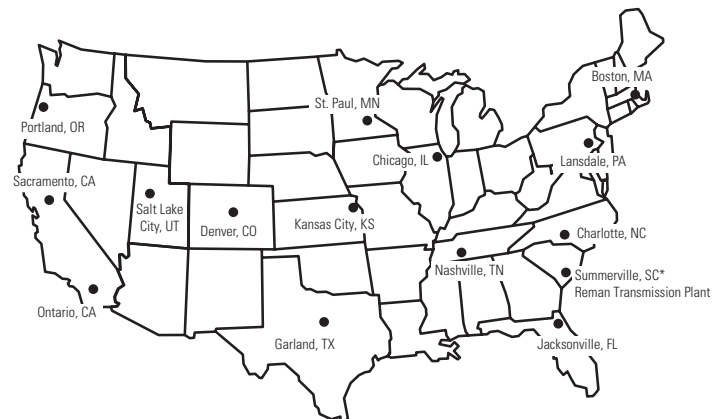 Boston, MA
St. Paul, MN
Portland, OR
Chicago, IL
Lansdale, PA
Sacramento, CA
Salt Lake
City, UT
Denver, CO
Kansas City, KS
Charlotte, NC
Nashville, TN
Summerville, SC*
Reman Transmission Plant
Ontario, CA
Garland, TX
Jacksonville, FL